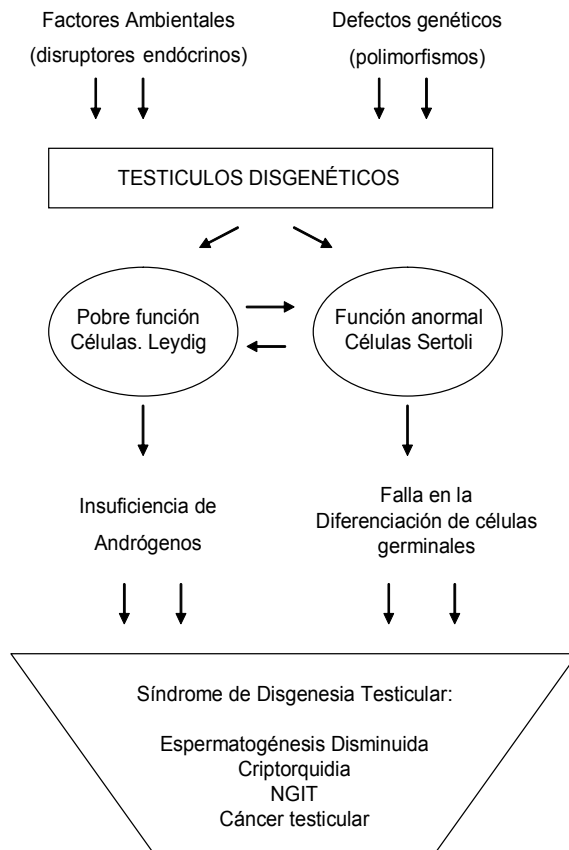 Factores Ambientales
(disruptores endócrinos)
Defectos genéticos
(polimorfismos)
TESTICULOS DISGENÉTICOS
Pobre función
Células. Leydig
Función anormal
Células Sertoli
Insuficiencia de
Andrógenos
Falla en la
Diferenciación de células
germinales
Síndrome de Disgenesia Testicular:
Espermatogénesis Disminuida
Criptorquidia
NGIT
Cáncer testicular